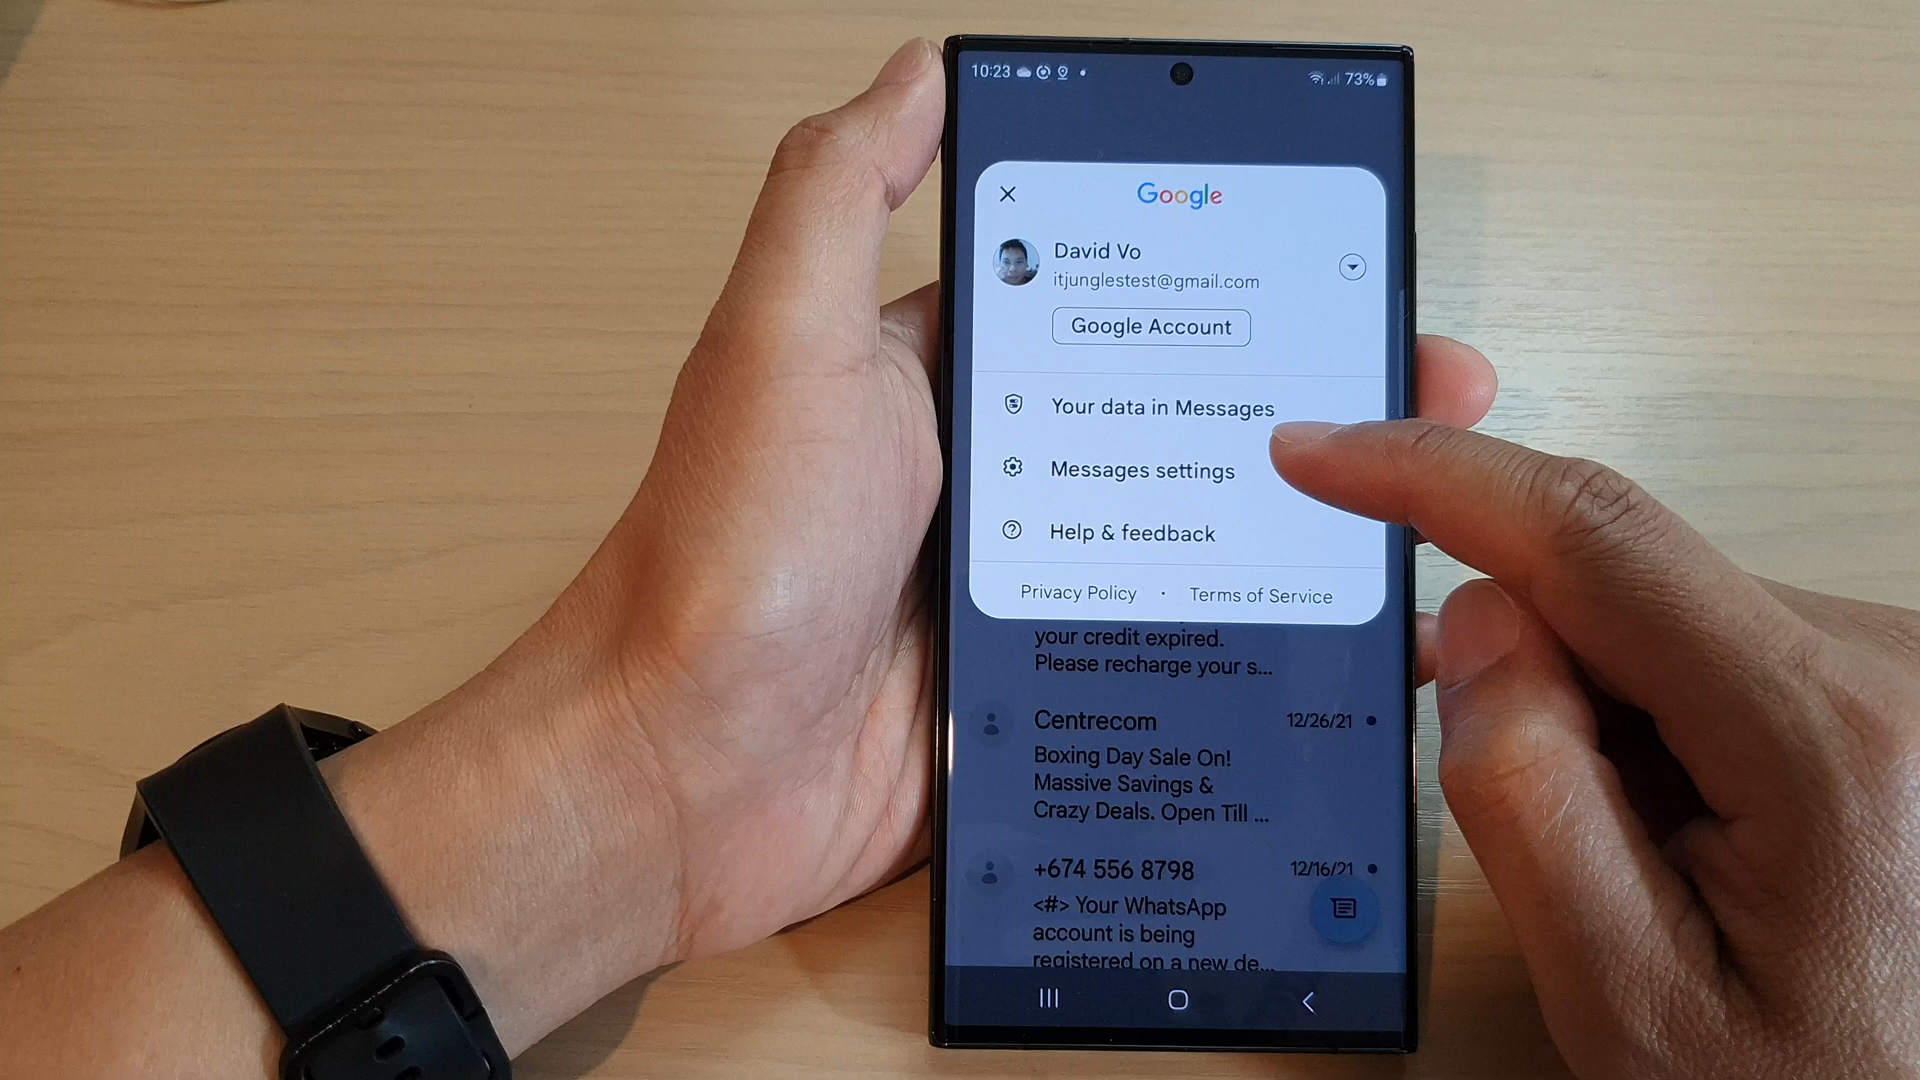 10:23
73%
Google
David Vo
itjunglestest@gmail.com
Google Account
Your data in Messages
Messages settings
Help & feedback
Privacy Policy · Terms of Service
your credit expired.
Please recharge your s...
Centrecom 12/26/21
Boxing Day Sale On!
Massive Savings &
Crazy Deals. Open Till ...
+674 556 8798 12/16/21
<#> Your WhatsApp
account is being
registered on a new de...